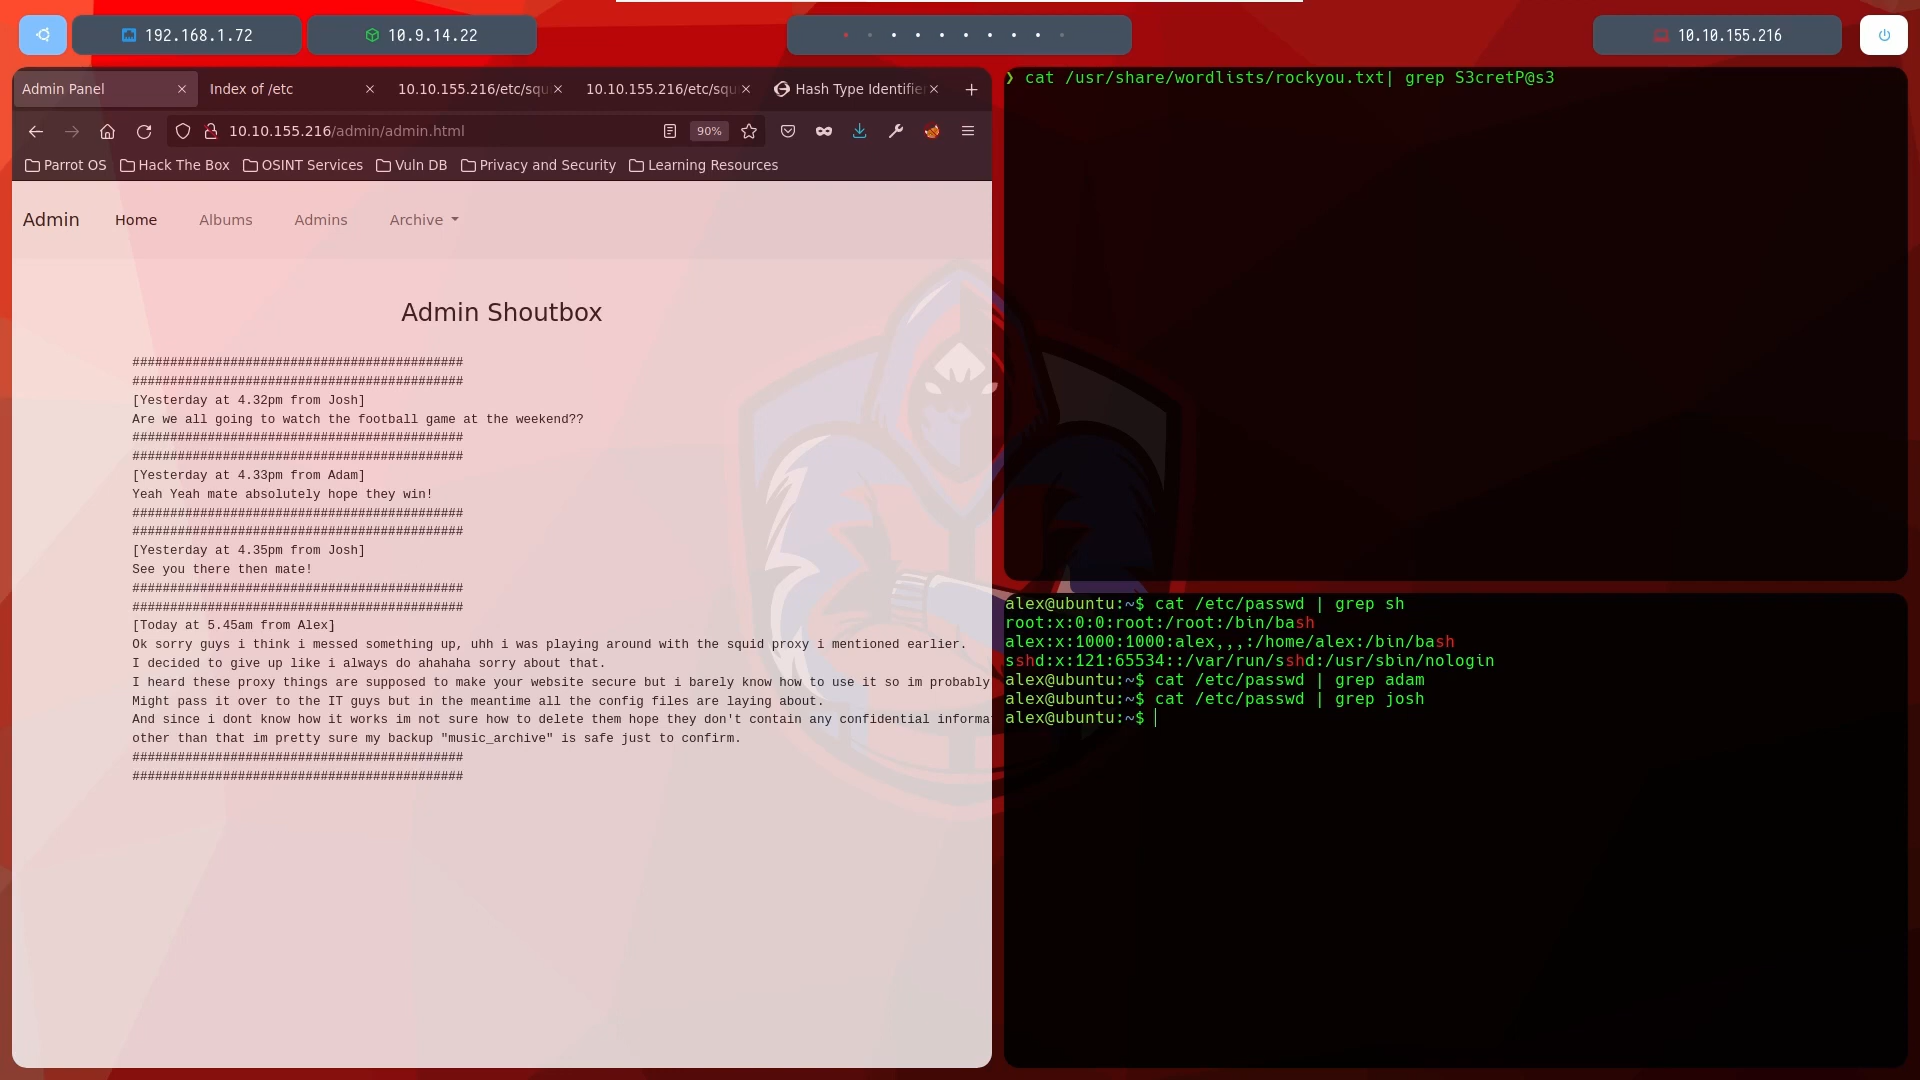 192.168.1.72
10.9.14.22
10.10.155.216
Admin Panel
Index of /etc
10.10.155.216/etc/squ
10.10.155.216/etc/squ
Hash Type Identifie
10.10.155.216/admin/admin.html
90%
Parrot OS
Hack The Box
OSINT Services
Vuln DB
Privacy and Security
Learning Resources
Admin
Home
Albums
Admins
Archive
Admin Shoutbox
############################################
############################################
[Yesterday at 4.32pm from Josh]
Are we all going to watch the football game at the weekend??
############################################
############################################
[Yesterday at 4.33pm from Adam]
Yeah Yeah mate absolutely hope they win!
############################################
############################################
[Yesterday at 4.35pm from Josh]
See you there then mate!
############################################
############################################
[Today at 5.45am from Alex]
Ok sorry guys i think i messed something up, uhh i was playing around with the squid proxy i mentioned earlier.
I decided to give up like i always do ahahaha sorry about that.
I heard these proxy things are supposed to make your website secure but i barely know how to use it so im probably
Might pass it over to the IT guys but in the meantime all the config files are laying about.
And since i dont know how it works im not sure how to delete them hope they don't contain any confidential informat
other than that im pretty sure my backup "music_archive" is safe just to confirm.
############################################
############################################
❯ cat /usr/share/wordlists/rockyou.txt| grep S3cretP@s3
alex@ubuntu:~$ cat /etc/passwd | grep sh
root:x:0:0:root:/root:/bin/bash
alex:x:1000:1000:alex,,,:/home/alex:/bin/bash
sshd:x:121:65534::/var/run/sshd:/usr/sbin/nologin
alex@ubuntu:~$ cat /etc/passwd | grep adam
alex@ubuntu:~$ cat /etc/passwd | grep josh
alex@ubuntu:~$